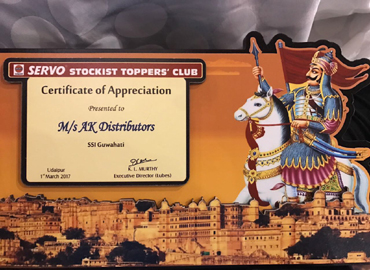 SERVO STOCKIST TOPPERS' CLUB
Certificate of Appreciation
Presented to
M/s AK Distributors
SSI Guwahati
Udaipur
1st March 2017
K. L. MURTHY
Executive Director (Lubes)